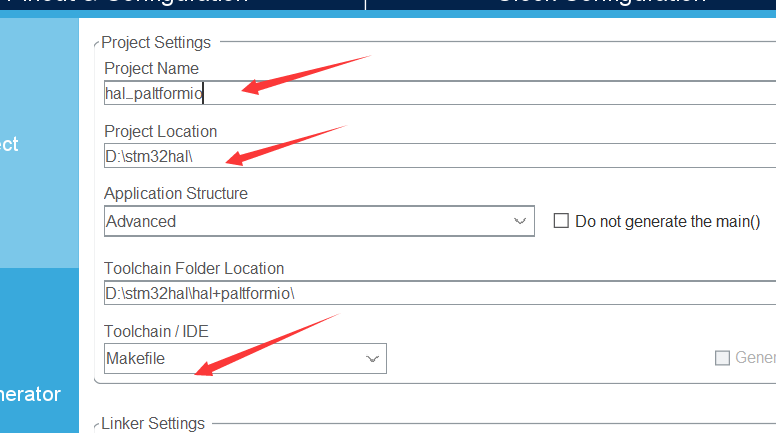 Project Settings
Project Name
hal_paltformio
ect
Project Location
D:\stm32hal\
Application Structure
Advanced
Do not generate the main()
Toolchain Folder Location
D:\stm32hal\hal+paltformio\
Toolchain / IDE
Makefile
Gener
nerator
Linker Settings